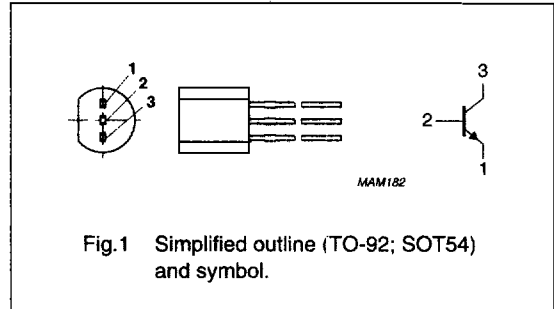 1
2
3
3
2
1
MAM182
Fig.1 Simplified outline (TO-92; SOT54)
and symbol.